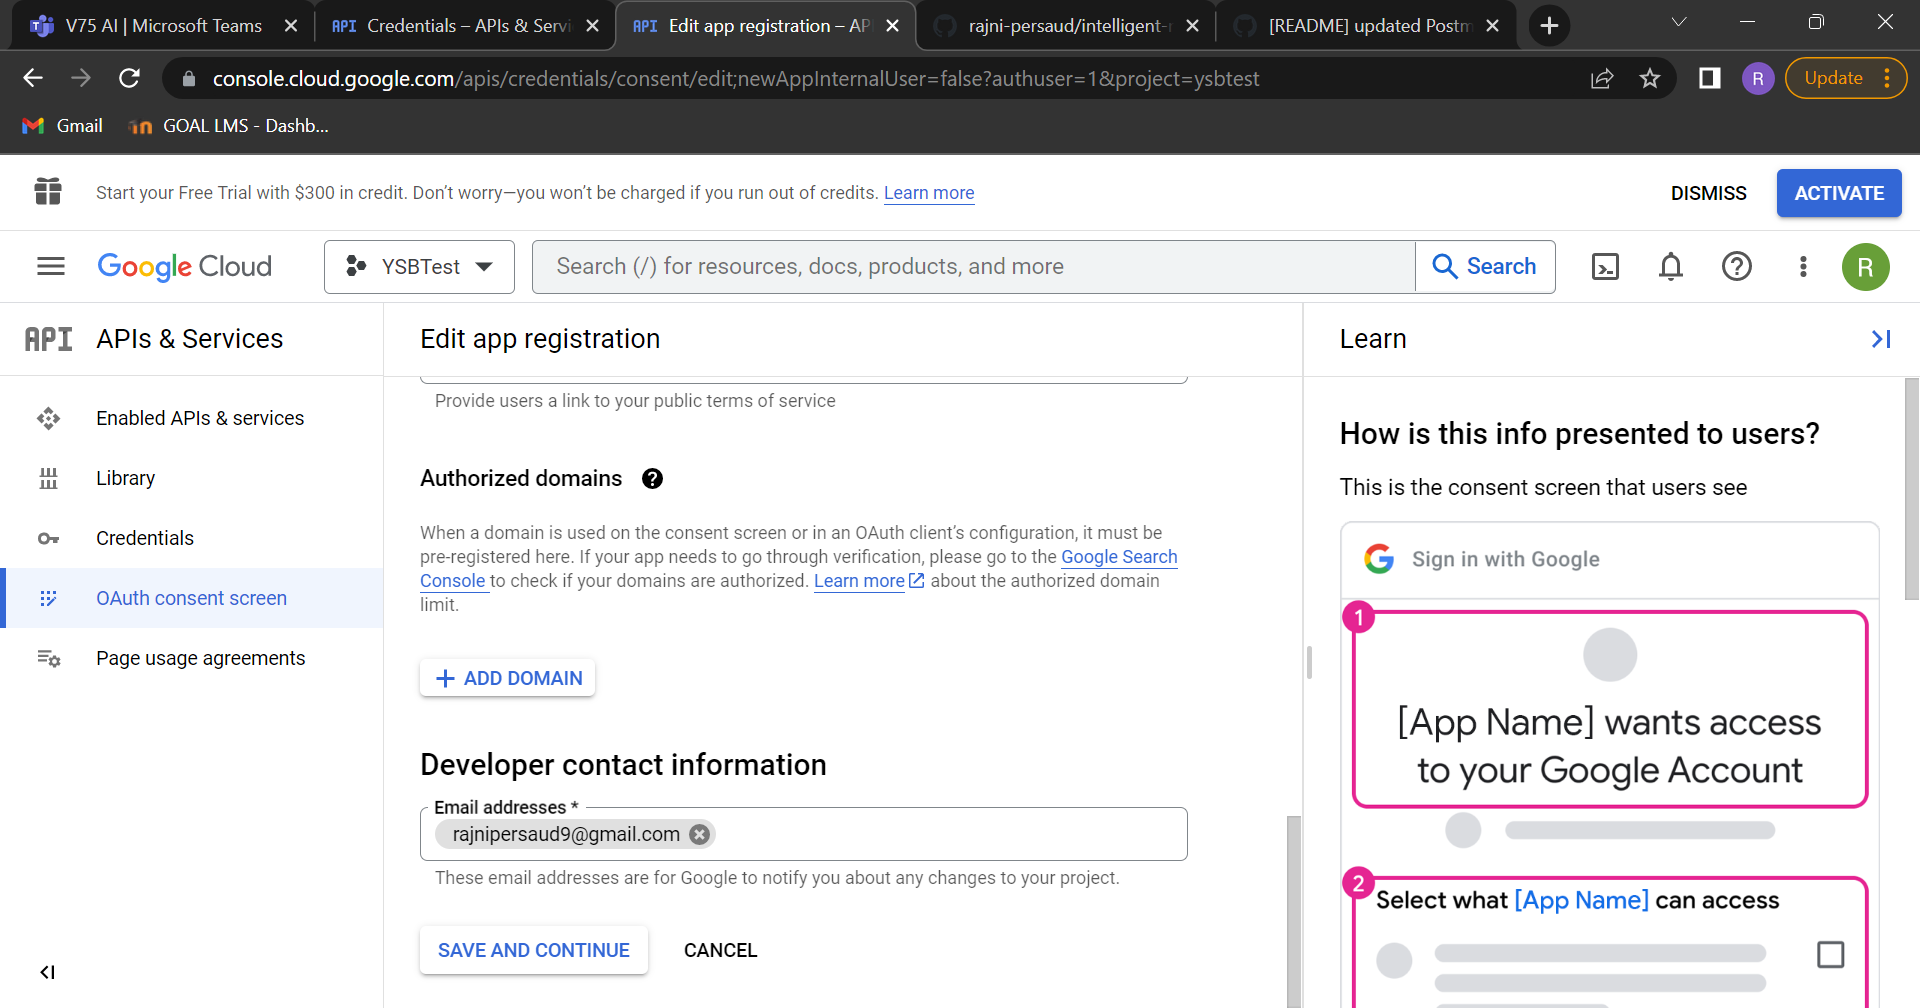 V75 AI | Microsoft Teams
API Credentials – APIs & Servi
API Edit app registration – AP
rajni-persaud/intelligent-r
[README] updated Postm
console.cloud.google.com/apis/credentials/consent/edit;newAppInternalUser=false?authuser=1&project=ysbtest
R
Update
Gmail
GOAL LMS - Dashb...
Start your Free Trial with $300 in credit. Don't worry—you won't be charged if you run out of credits. Learn more
DISMISS
ACTIVATE
Google Cloud
YSBTest
Search (/) for resources, docs, products, and more
Search
R
API APIs & Services
Enabled APIs & services
Library
Credentials
OAuth consent screen
Page usage agreements
Edit app registration
Provide users a link to your public terms of service
Authorized domains
When a domain is used on the consent screen or in an OAuth client's configuration, it must be
pre-registered here. If your app needs to go through verification, please go to the Google Search
Console to check if your domains are authorized. Learn more about the authorized domain
limit.
+ ADD DOMAIN
Developer contact information
Email addresses *
rajnipersaud9@gmail.com
These email addresses are for Google to notify you about any changes to your project.
SAVE AND CONTINUE
CANCEL
Learn
How is this info presented to users?
This is the consent screen that users see
Sign in with Google
1
[App Name] wants access
to your Google Account
2
Select what [App Name] can access